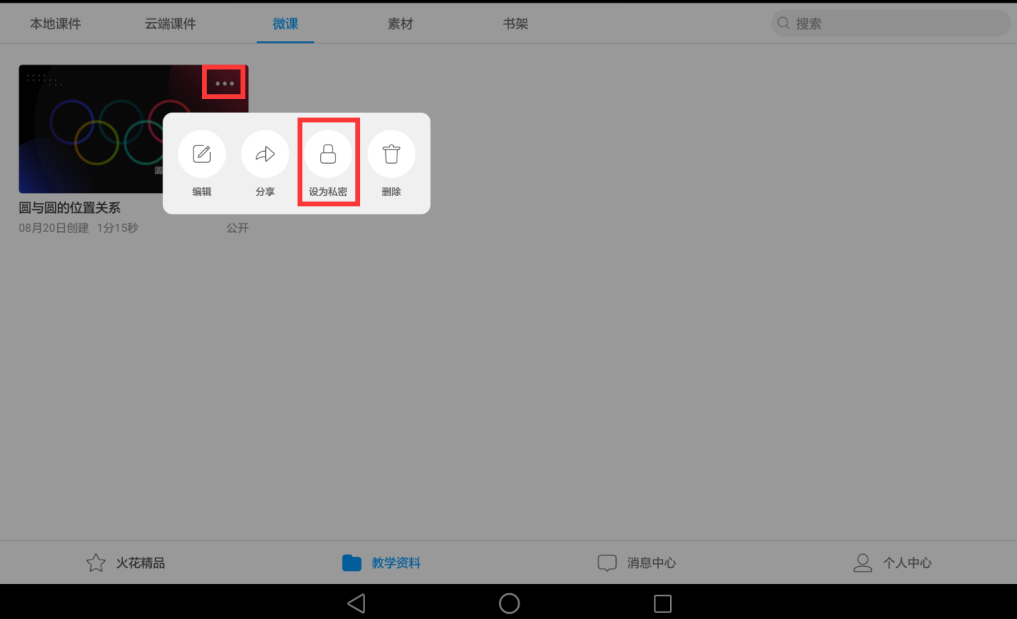 本地课件
云端课件
微课
素材
书架
搜索
圆
编辑
分享
设为私密
删除
圆与圆的位置关系
08月20日创建 1分15秒
公开
火花精品
教学资料
消息中心
个人中心